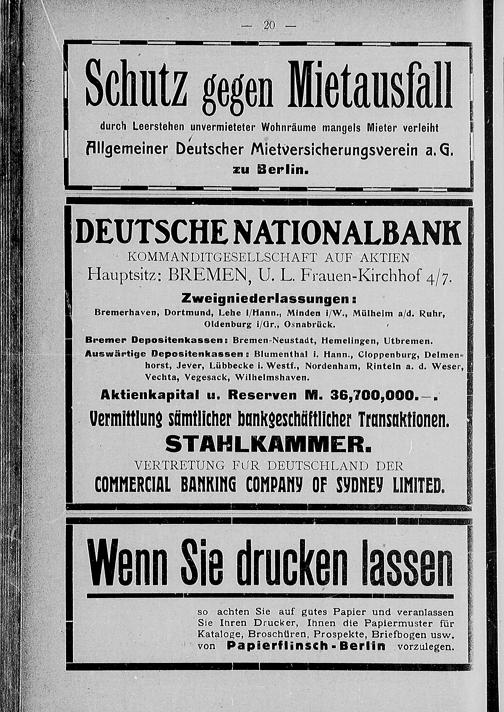 — 20 —
Schutz gegen Mietausfall
durch Leerstehen unvermieteter Wohnräume mangels Mieter verleiht
Allgemeiner Deutscher Mietversicherungsverein a. G.
zu Berlin.
DEUTSCHE NATIONALBANK
KOMMANDITGESELLSCHAFT AUF AKTIEN
Hauptsitz: BREMEN, U. L. Frauen-Kirchhof 4/7.
Zweigniederlassungen:
Bremerhaven, Dortmund, Lehe i/Hann., Minden i/W., Mülheim a/d. Ruhr,
Oldenburg i/Gr., Osnabrück.
Bremer Depositenkassen: Bremen-Neustadt, Hemelingen, Utbremen.
Auswärtige Depositenkassen: Blumenthal i. Hann., Cloppenburg, Delmen-
horst, Jever, Lübbecke i. Westf., Nordenham, Rinteln a. d. Weser,
Vechta, Vegesack, Wilhelmshaven.
Aktienkapital u. Reserven M. 36,700,000.—.
Vermittlung sämtlicher bankgeschäftlicher Transaktionen.
STAHLKAMMER.
VERTRETUNG FUR DEUTSCHLAND DER
COMMERCIAL BANKING COMPANY OF SYDNEY LIMITED.
Wenn Sie drucken lassen
so achten Sie auf gutes Papier und veranlassen
Sie Ihren Drucker, Ihnen die Papiermuster für
Kataloge, Broschüren, Prospekte, Briefbogen usw.
von Papierflinsch-Berlin vorzulegen.